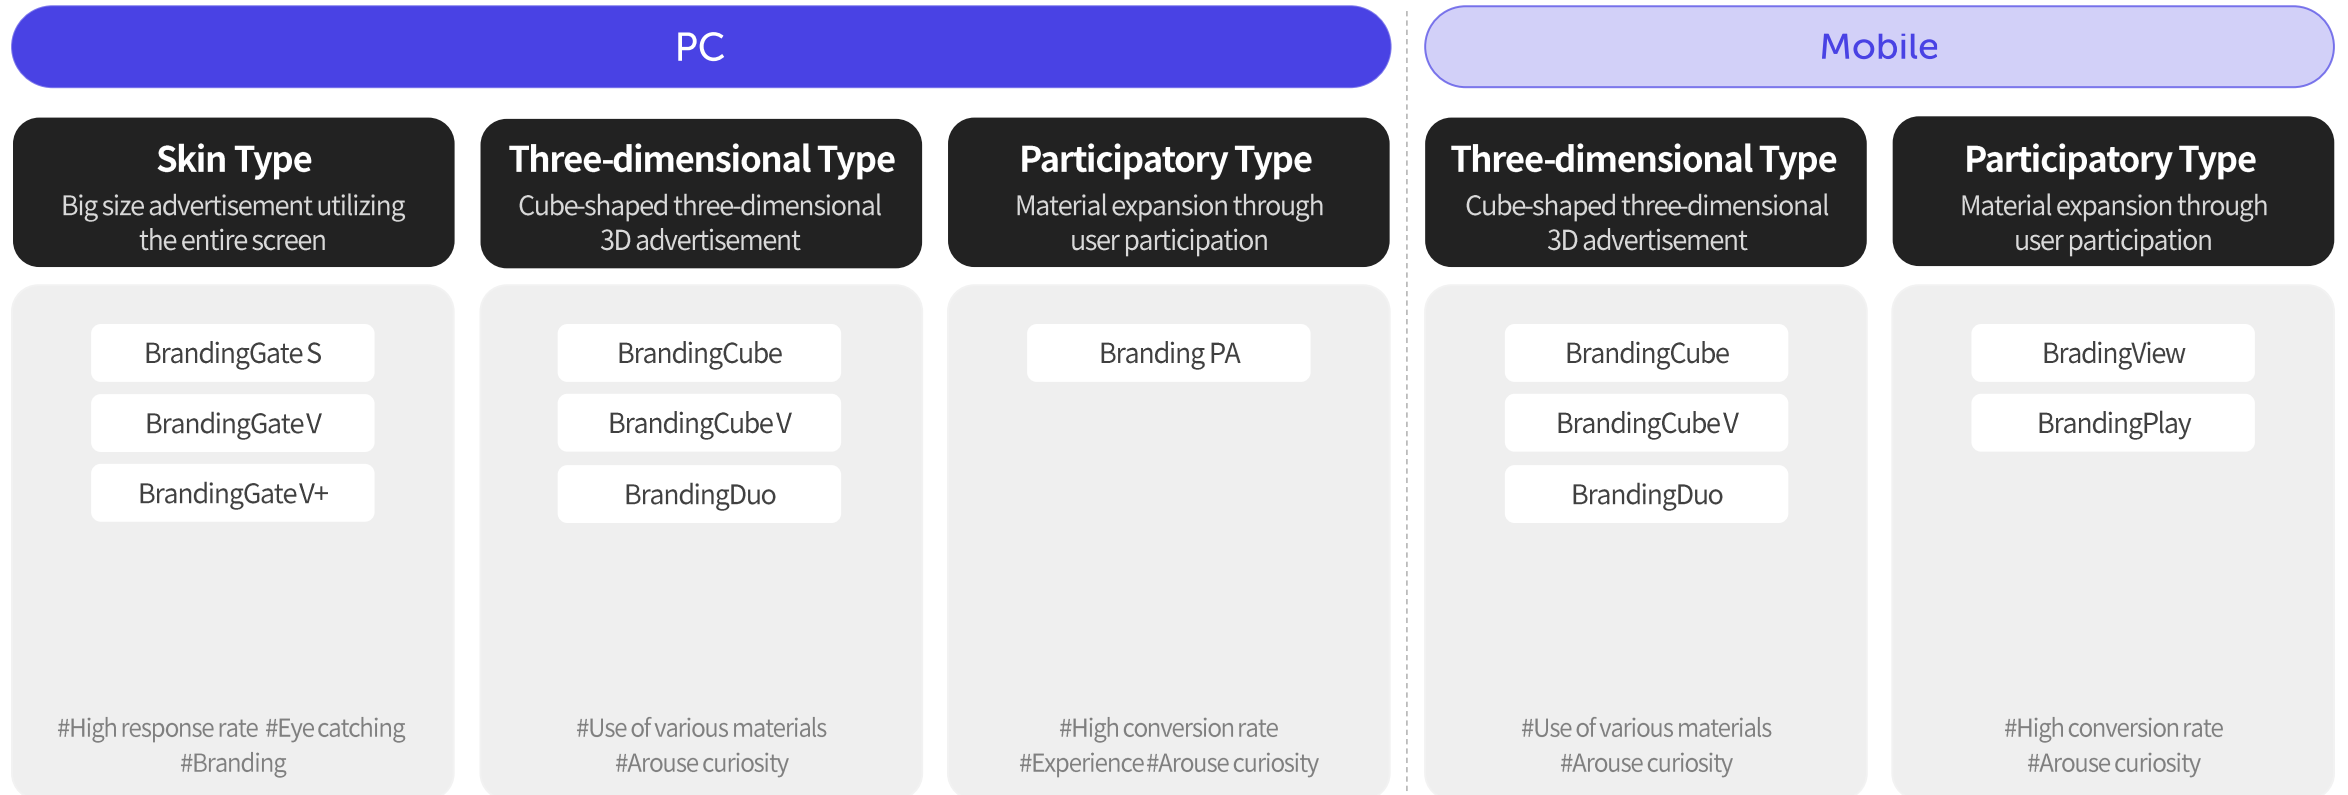 PC
Mobile
Skin Type
Big size advertisement utilizing
the entire screen
BrandingGate S
BrandingGate V
BrandingGate V+
#High response rate #Eye catching
#Branding
Three-dimensional Type
Cube-shaped three-dimensional
3D advertisement
BrandingCube
BrandingCube V
BrandingDuo
#Use of various materials
#Arouse curiosity
Participatory Type
Material expansion through
user participation
Branding PA
#High conversion rate
#Experience #Arouse curiosity
Three-dimensional Type
Cube-shaped three-dimensional
3D advertisement
BrandingCube
BrandingCube V
BrandingDuo
#Use of various materials
#Arouse curiosity
Participatory Type
Material expansion through
user participation
BradingView
BrandingPlay
#High conversion rate
#Arouse curiosity